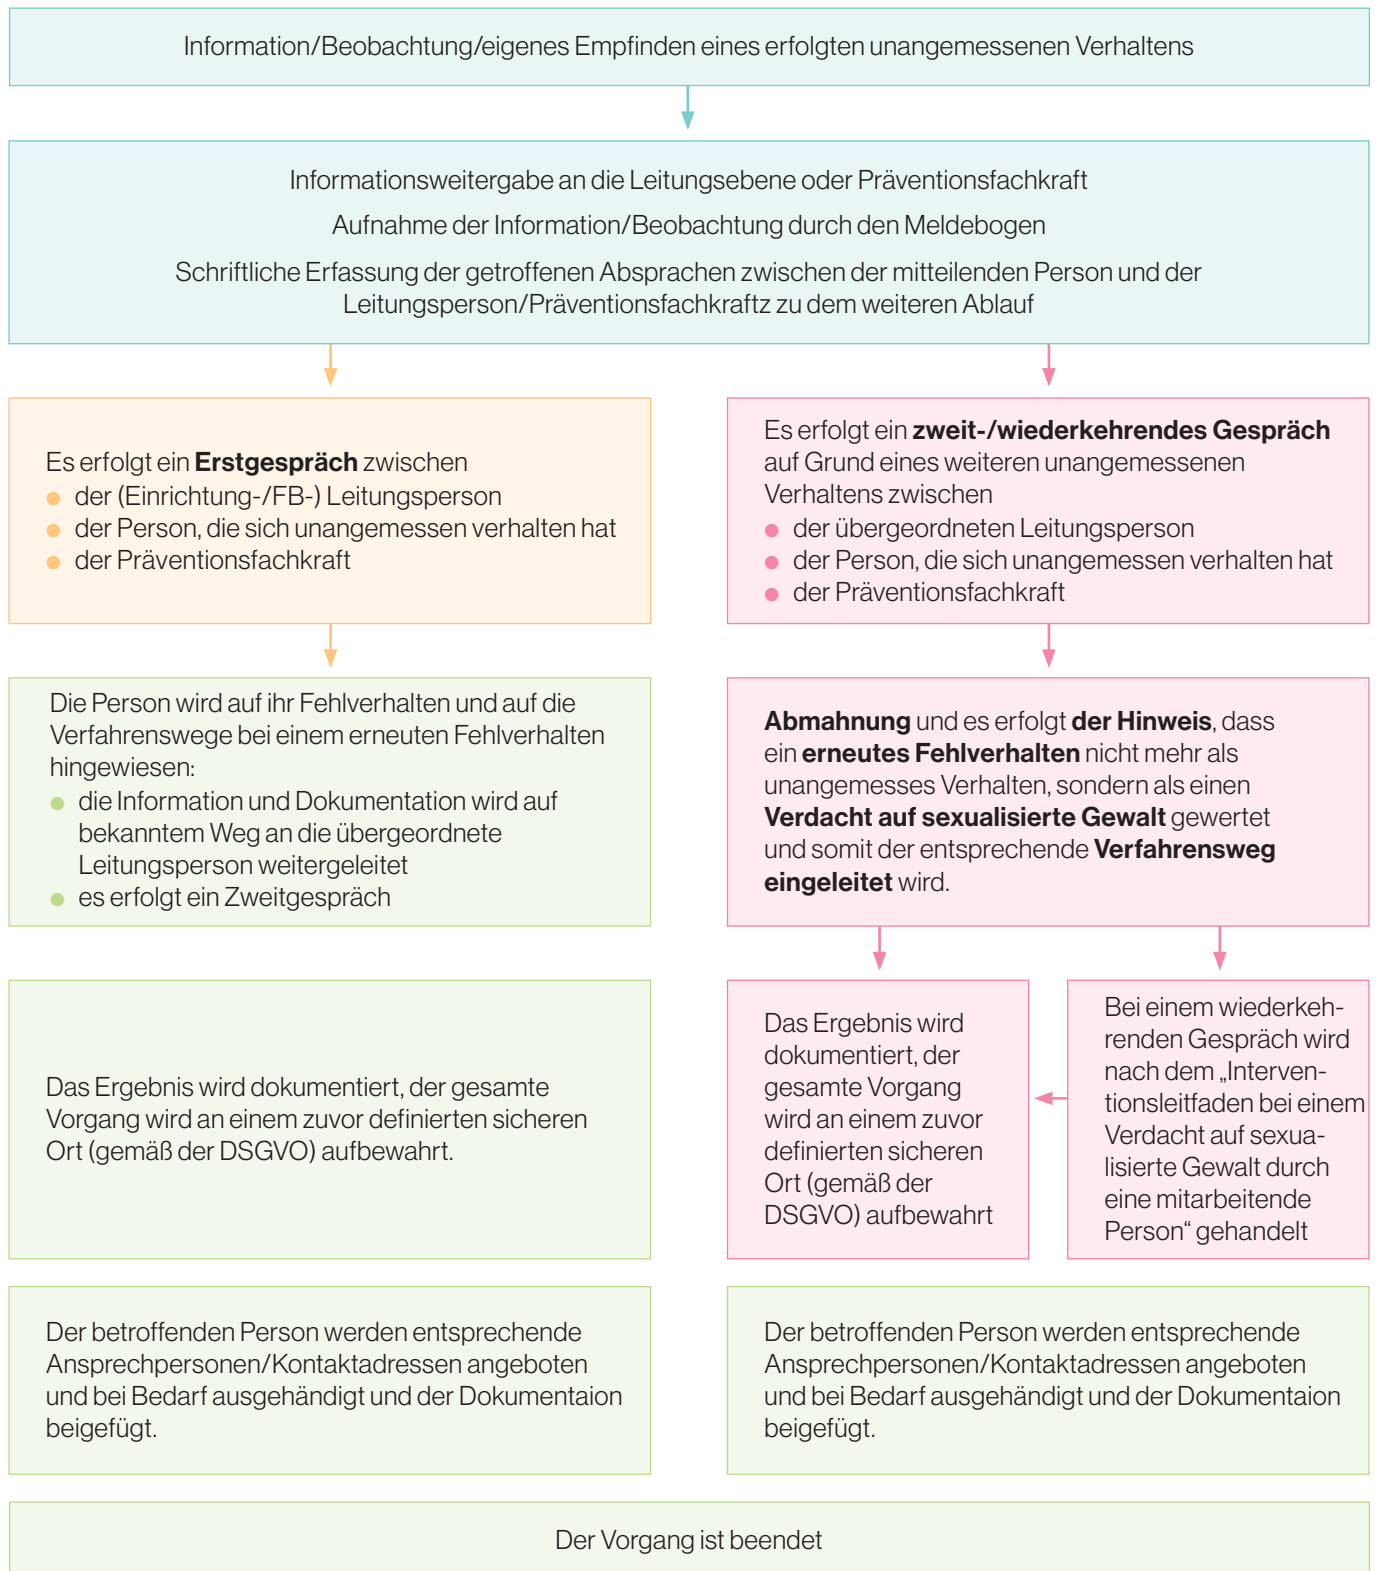 Information/Beobachtung/eigenes Empfinden eines erfolgten unangemessenen Verhaltens
Informationsweitergabe an die Leitungsebene oder Präventionsfachkraft
Aufnahme der Information/Beobachtung durch den Meldebogen
Schriftliche Erfassung der getroffenen Absprachen zwischen der mitteilenden Person und der
Leitungsperson/Präventionsfachkraftz zu dem weiteren Ablauf
Es erfolgt ein Erstgespräch zwischen
● der (Einrichtung-/FB-) Leitungsperson
● der Person, die sich unangemessen verhalten hat
● der Präventionsfachkraft
Es erfolgt ein zweit-/wiederkehrendes Gespräch
auf Grund eines weiteren unangemessenen
Verhaltens zwischen
● der übergeordneten Leitungsperson
● der Person, die sich unangemessen verhalten hat
● der Präventionsfachkraft
Die Person wird auf ihr Fehlverhalten und auf die
Verfahrenswege bei einem erneuten Fehlverhalten
hingewiesen:
● die Information und Dokumentation wird auf
bekanntem Weg an die übergeordnete
Leitungsperson weitergeleitet
● es erfolgt ein Zweitgespräch
Abmahnung und es erfolgt der Hinweis, dass
ein erneutes Fehlverhalten nicht mehr als
unangemesses Verhalten, sondern als einen
Verdacht auf sexualisierte Gewalt gewertet
und somit der entsprechende Verfahrensweg
eingeleitet wird.
Das Ergebnis wird dokumentiert, der gesamte
Vorgang wird an einem zuvor definierten sicheren
Ort (gemäß der DSGVO) aufbewahrt.
Das Ergebnis wird
dokumentiert, der
gesamte Vorgang
wird an einem zuvor
definierten sicheren
Ort (gemäß der
DSGVO) aufbewahrt
Bei einem wiederkeh-
renden Gespräch wird
nach dem „Interven-
tionsleitfaden bei einem
Verdacht auf sexua-
lisierte Gewalt durch
eine mitarbeitende
Person“ gehandelt
Der betroffenden Person werden entsprechende
Ansprechpersonen/Kontaktadressen angeboten
und bei Bedarf ausgehändigt und der Dokumentaion
beigefügt.
Der betroffenden Person werden entsprechende
Ansprechpersonen/Kontaktadressen angeboten
und bei Bedarf ausgehändigt und der Dokumentaion
beigefügt.
Der Vorgang ist beendet